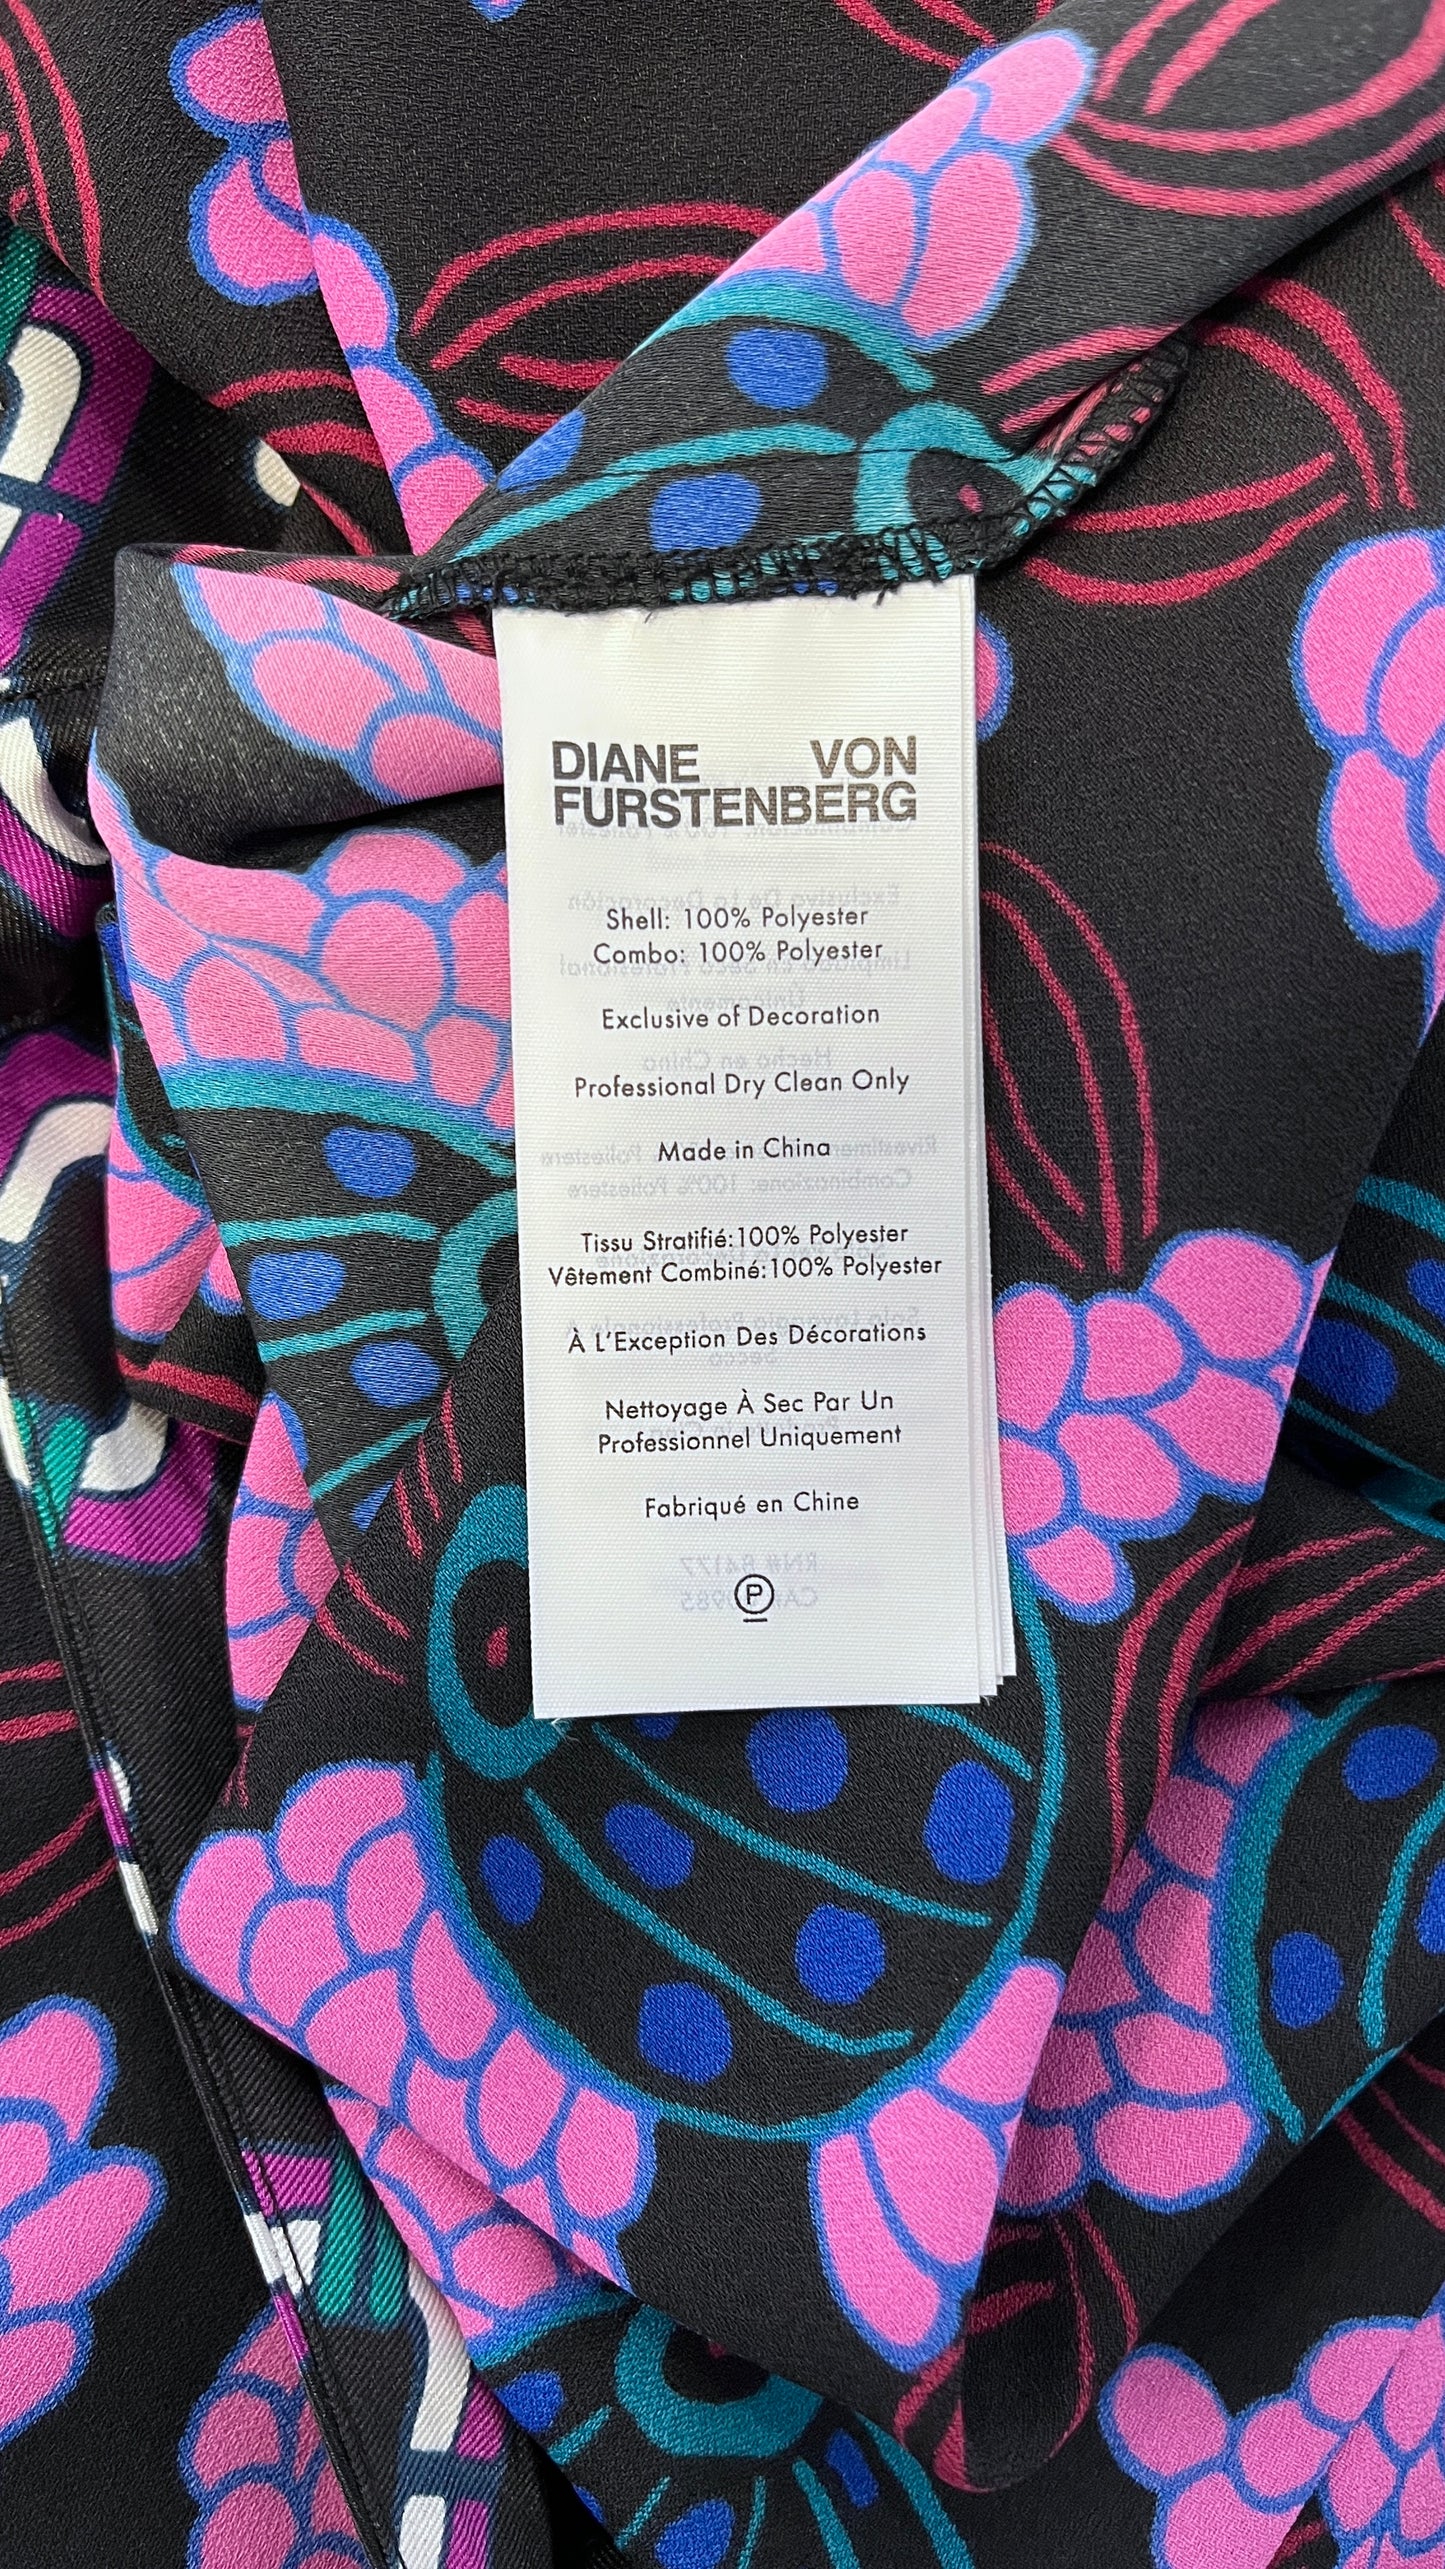 DIANE VON
FURSTENBERG
Shell: 100% Polyester
Combo: 100% Polyester
Exclusive of Decoration
Professional Dry Clean Only
Made in China
Tissu Stratifié:100% Polyester
Vêtement Combiné:100% Polyester
À L'Exception Des Décorations
Nettoyage À Sec Par Un
Professionnel Uniquement
Fabriqué en Chine
P